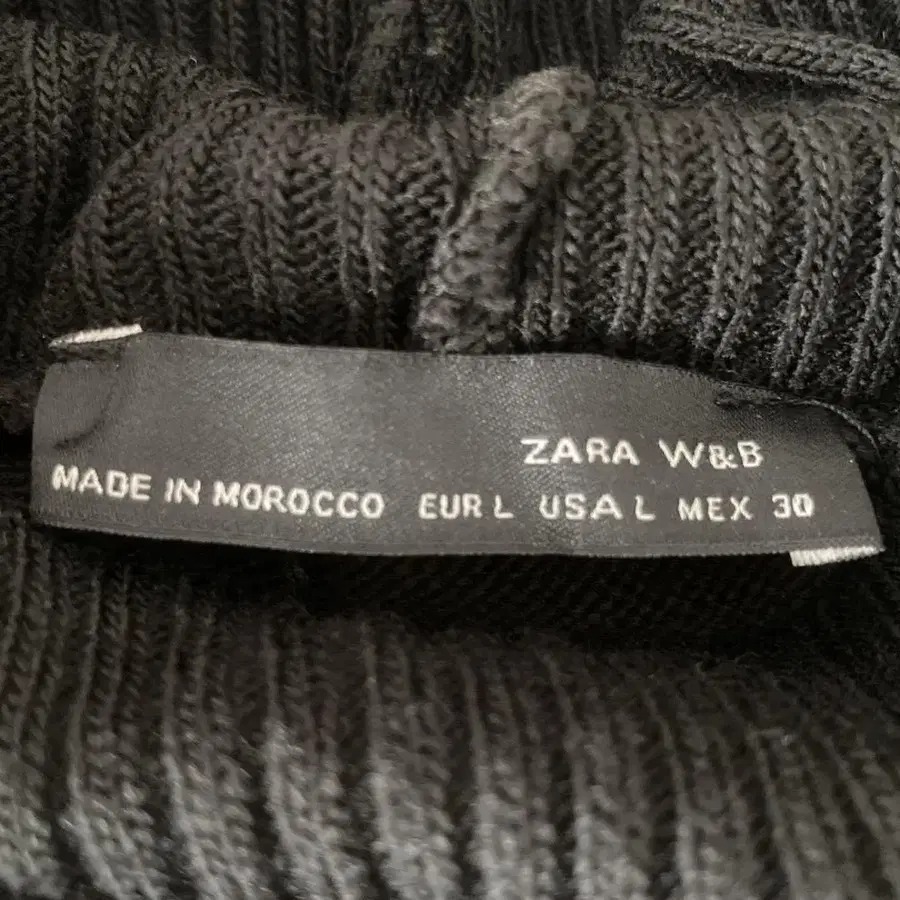 ZARA W&B
MADE IN MOROCCO EUR L USA L MEX 30